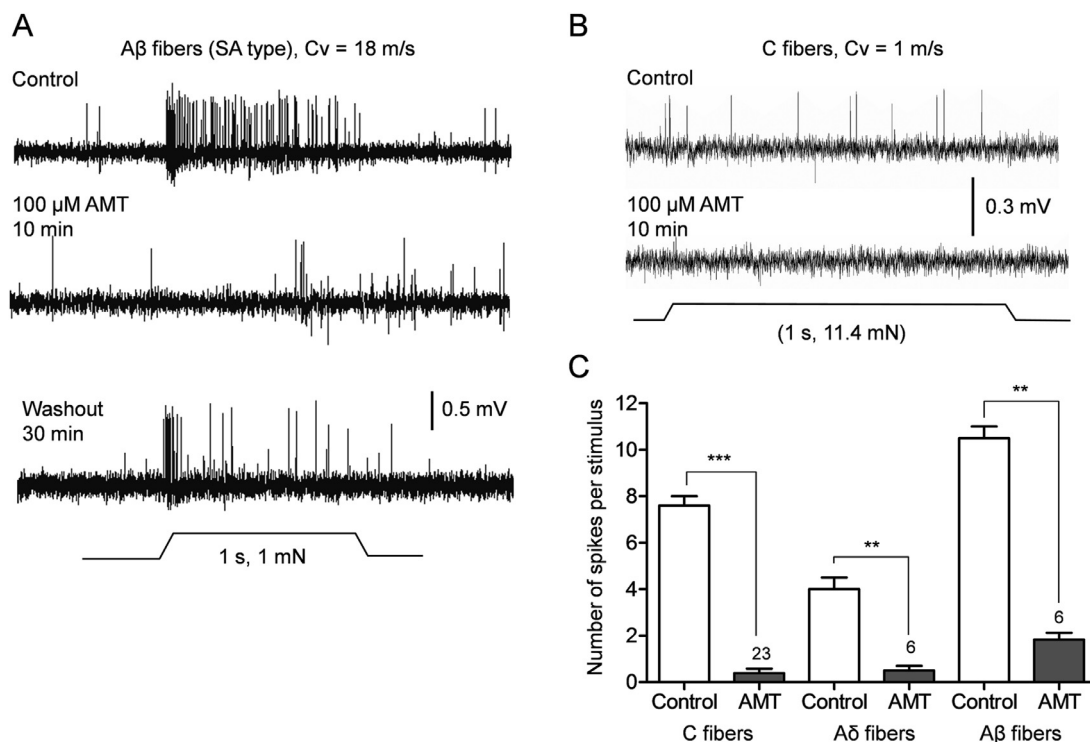 A
Aβ fibers (SA type), Cv = 18 m/s
Control
100 µM AMT
10 min
Washout
30 min
0.5 mV
1 s, 1 mN
B
C fibers, Cv = 1 m/s
Control
100 µM AMT
10 min
0.3 mV
(1 s, 11.4 mN)
C
Number of spikes per stimulus
12
10
8
6
4
2
0
***
**
**
23
6
6
Control AMT Control AMT Control AMT
C fibers Aδ fibers Aβ fibers